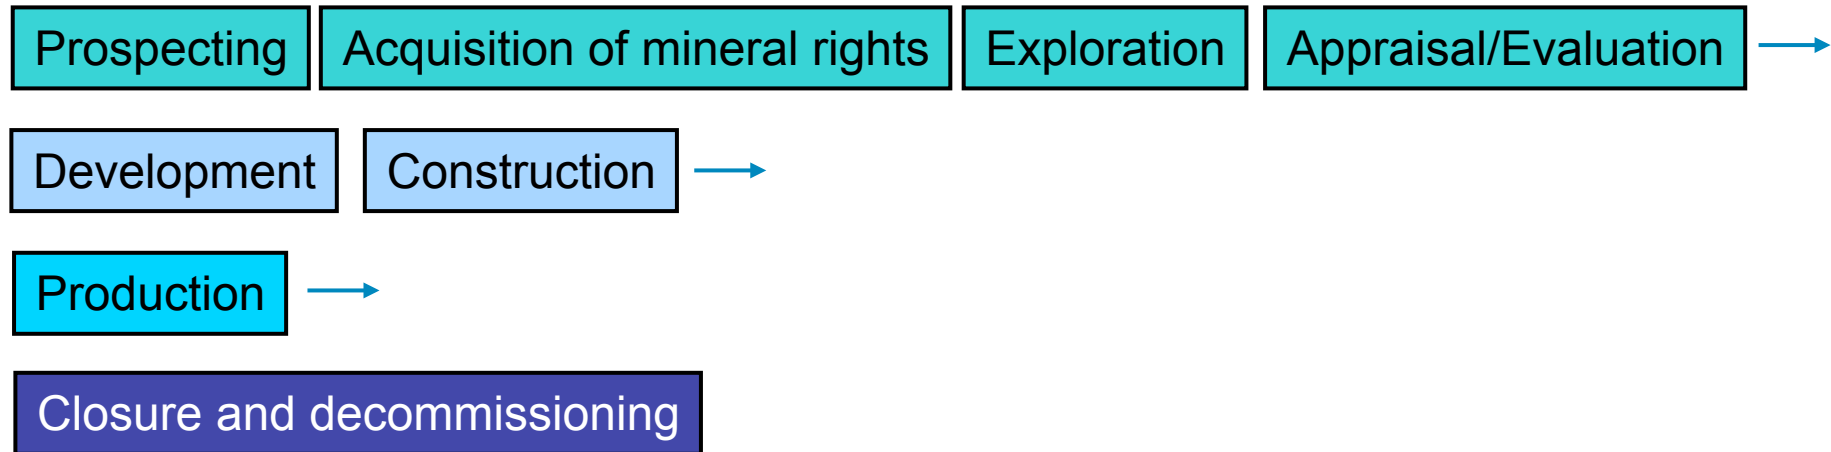 Prospecting Acquisition of mineral rights Exploration Appraisal/Evaluation
Development Construction
Production
Closure and decommissioning